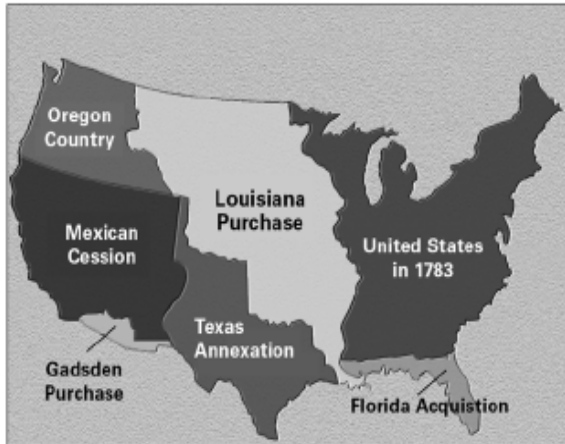 Oregon
Country
Louisiana
Purchase
Mexican
Cession
United States
in 1783
Texas
Annexation
Gadsden
Purchase
Florida Acquistion